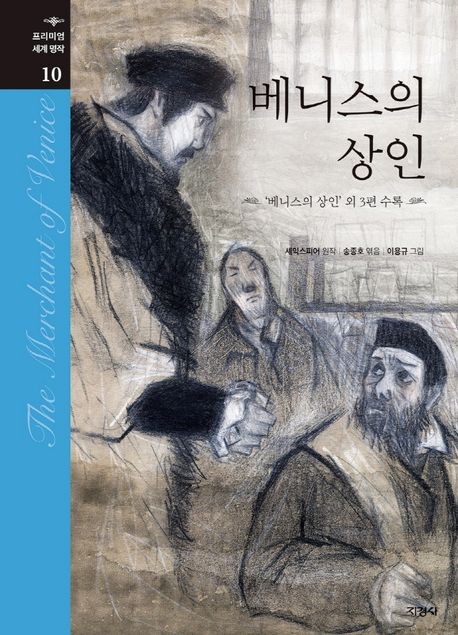 프리미엄
세계 명작
10
The Merchant of Venice
베니스의
상인
‘베니스의 상인’ 외 3편 수록
셰익스피어 원작 | 송종호 엮음 | 이용규 그림
지경사